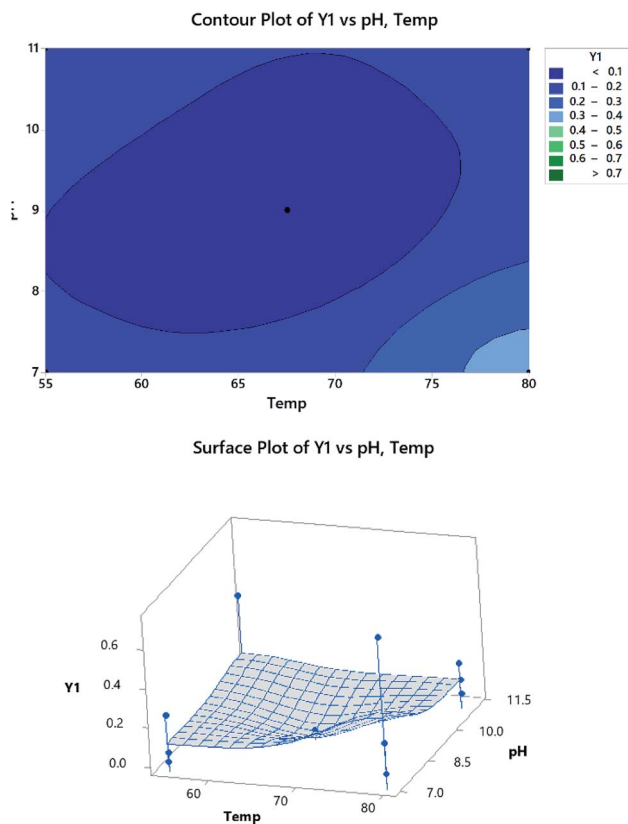 Contour Plot of Y1 vs pH, Temp
11
10
9
8
7
55
60
65
70
75
80
Temp
Y1
< 0.1
0.1 – 0.2
0.2 – 0.3
0.3 – 0.4
0.4 – 0.5
0.5 – 0.6
0.6 – 0.7
> 0.7
Surface Plot of Y1 vs pH, Temp
0.6
0.4
Y1
0.2
0.0
60
70
80
Temp
11.5
10.0
pH
8.5
7.0